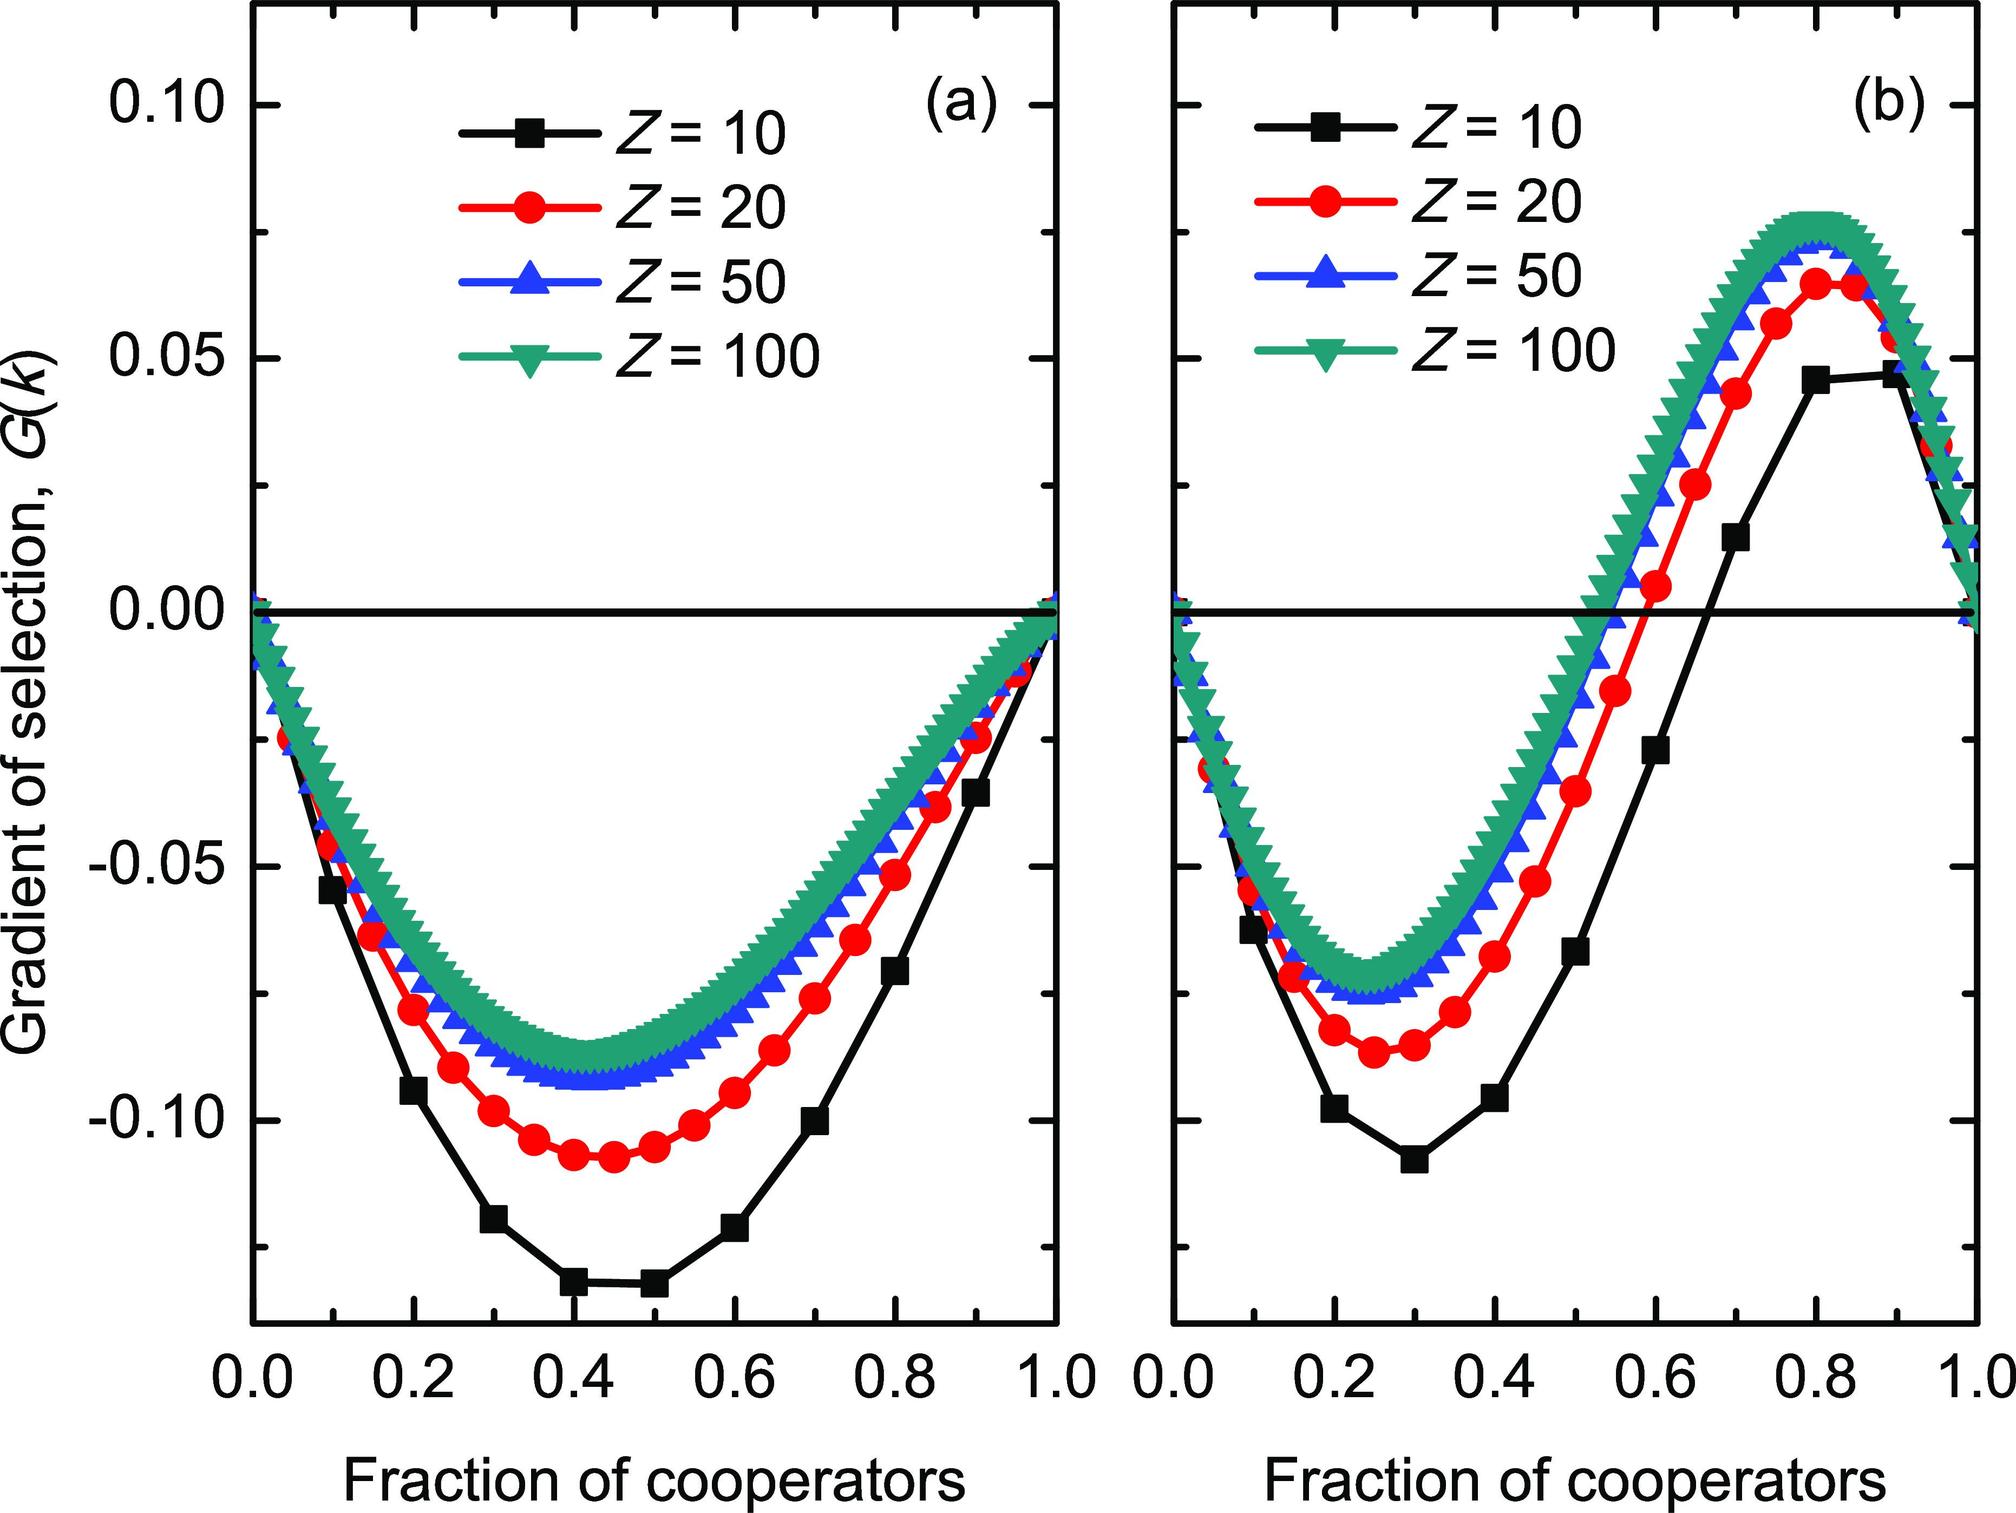 Gradient of selection, G(k)
0.10
0.05
0.00
-0.05
-0.10
(a)
Z = 10
Z = 20
Z = 50
Z = 100
0.0 0.2 0.4 0.6 0.8 1.0
Fraction of cooperators
(b)
Z = 10
Z = 20
Z = 50
Z = 100
0.0 0.2 0.4 0.6 0.8 1.0
Fraction of cooperators